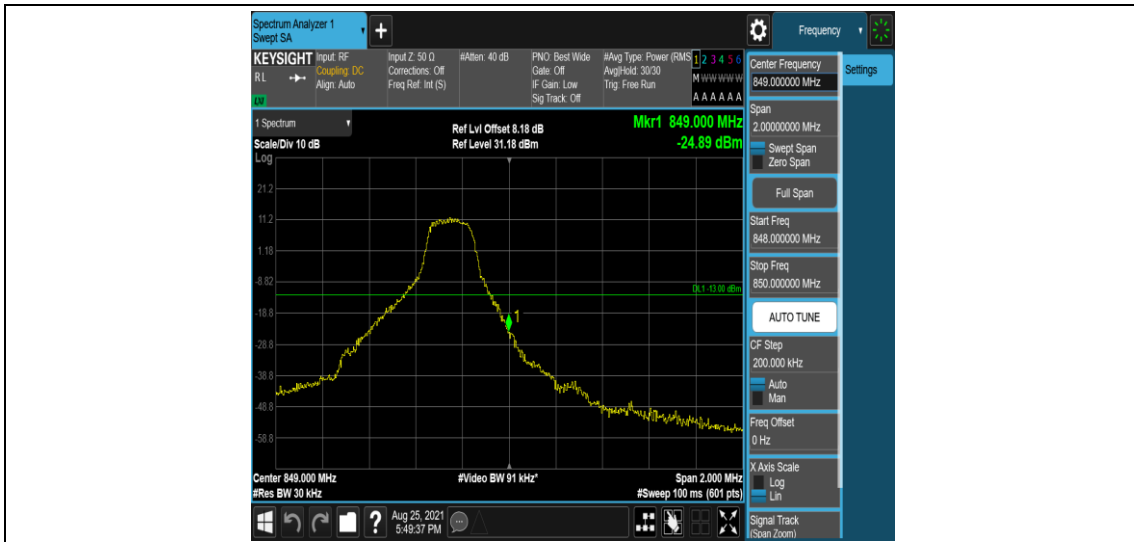 Spectrum Analyzer 1
Swept SA
Frequency
KEYSIGHT
RL
LXI
Input: RF
Coupling: DC
Align: Auto
Input Z: 50 Ω
Corrections: Off
Freq Ref: Int (S)
#Atten: 40 dB
PNO: Best Wide
Gate: Off
IF Gain: Low
Sig Track: Off
#Avg Type: Power (RMS
Avg|Hold: 30/30
Trig: Free Run
1 2 3 4 5 6
M W W W W W
A A A A A A
1 Spectrum
Scale/Div 10 dB
Log
Ref Lvl Offset 8.18 dB
Ref Level 31.18 dBm
Mkr1 849.000 MHz
-24.89 dBm
21.2
11.2
1.18
-8.82
-18.8
-28.8
-38.8
-48.8
-58.8
DL1 -13.00 dBm
1
Center 849.000 MHz
#Res BW 30 kHz
#Video BW 91 kHz*
Span 2.000 MHz
#Sweep 100 ms (601 pts)
Center Frequency
849.000000 MHz
Settings
Span
2.00000000 MHz
Swept Span
Zero Span
Full Span
Start Freq
848.000000 MHz
Stop Freq
850.000000 MHz
AUTO TUNE
CF Step
200.000 kHz
Auto
Man
Freq Offset
0 Hz
X Axis Scale
Log
Lin
Signal Track
(Span Zoom)
?
Aug 25, 2021
5:49:37 PM